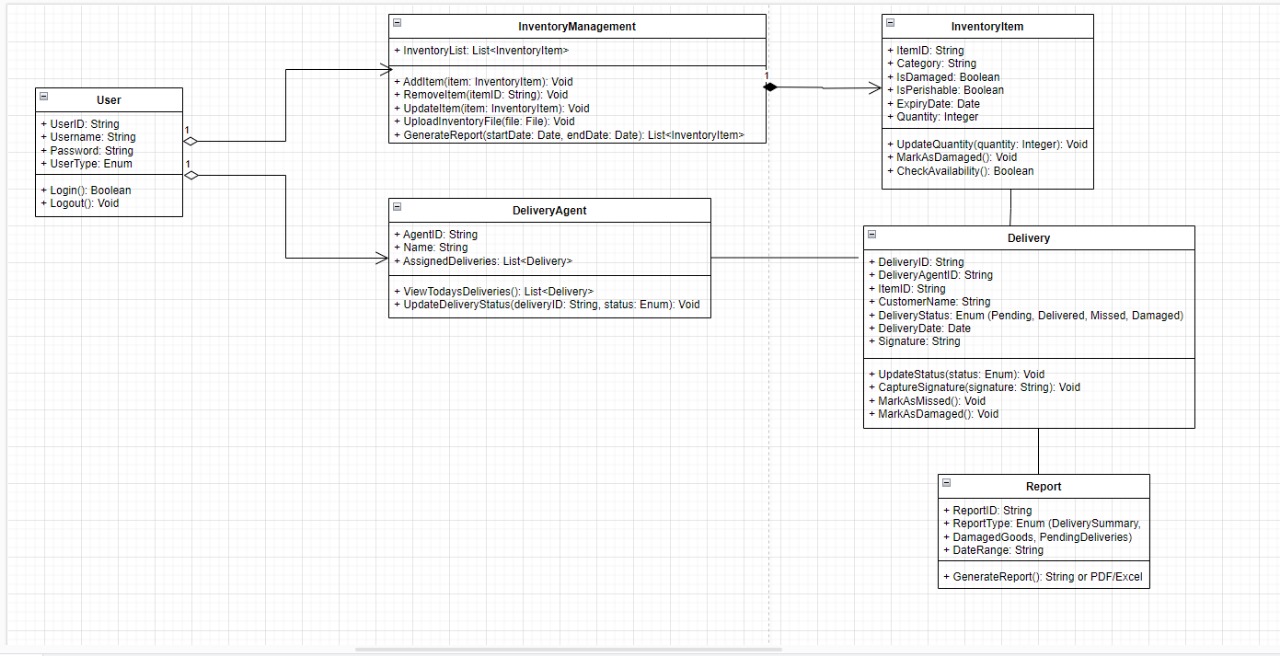 InventoryManagement
+ InventoryList: List<InventoryItem>
+ AddItem(item: InventoryItem): Void
+ RemoveItem(itemID: String): Void
+ UpdateItem(item: InventoryItem): Void
+ UploadInventoryFile(file: File): Void
+ GenerateReport(startDate: Date, endDate: Date): List<InventoryItem>
1
InventoryItem
+ ItemID: String
+ Category: String
+ IsDamaged: Boolean
+ IsPerishable: Boolean
+ ExpiryDate: Date
+ Quantity: Integer
+ UpdateQuantity(quantity: Integer): Void
+ MarkAsDamaged(): Void
+ CheckAvailability(): Boolean
User
+ UserID: String
+ Username: String
+ Password: String
+ UserType: Enum
+ Login(): Boolean
+ Logout(): Void
1
1
DeliveryAgent
+ AgentID: String
+ Name: String
+ AssignedDeliveries: List<Delivery>
+ ViewTodaysDeliveries(): List<Delivery>
+ UpdateDeliveryStatus(deliveryID: String, status: Enum): Void
Delivery
+ DeliveryID: String
+ DeliveryAgentID: String
+ ItemID: String
+ CustomerName: String
+ DeliveryStatus: Enum (Pending, Delivered, Missed, Damaged)
+ DeliveryDate: Date
+ Signature: String
+ UpdateStatus(status: Enum): Void
+ CaptureSignature(signature: String): Void
+ MarkAsMissed(): Void
+ MarkAsDamaged(): Void
Report
+ ReportID: String
+ ReportType: Enum (DeliverySummary,
+ DamagedGoods, PendingDeliveries)
+ DateRange: String
+ GenerateReport(): String or PDF/Excel